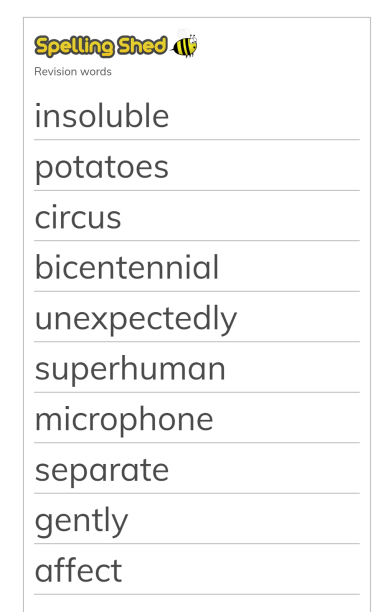 Spelling Shed
Revision words
insoluble
potatoes
circus
bicentennial
unexpectedly
superhuman
microphone
separate
gently
affect